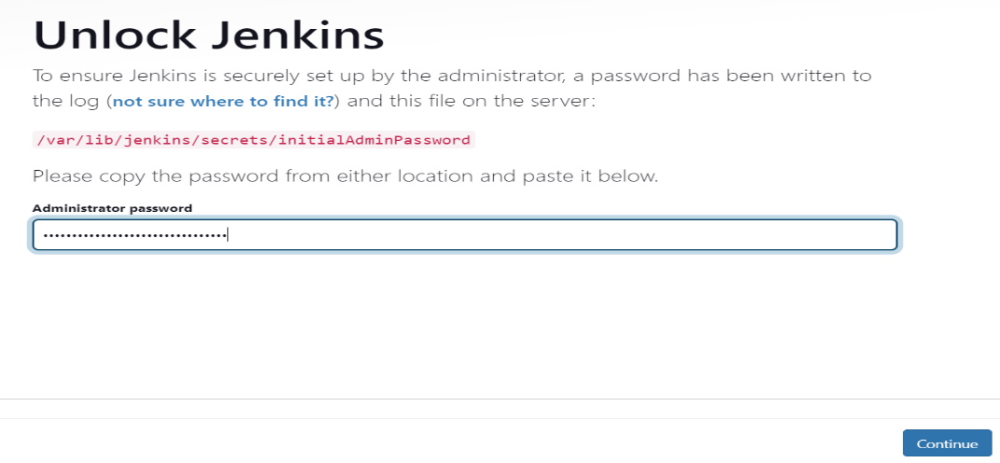 Unlock Jenkins
To ensure Jenkins is securely set up by the administrator, a password has been written to
the log (not sure where to find it?) and this file on the server:
/var/lib/jenkins/secrets/initialAdminPassword
Please copy the password from either location and paste it below.
Administrator password
••••••••••••••••••••••••••••••••
Continue